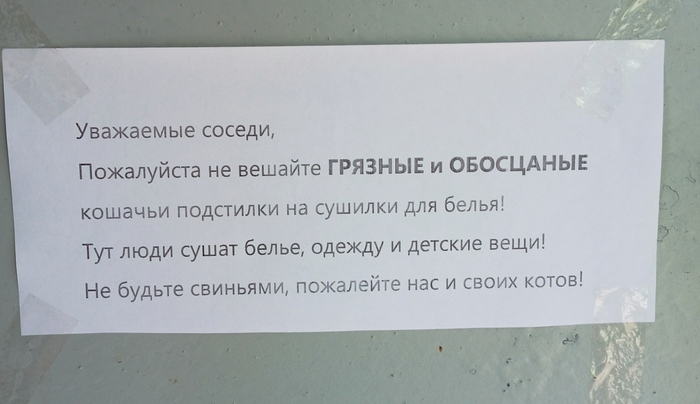 Уважаемые соседи,
Пожалуйста не вешайте ГРЯЗНЫЕ и ОБОСЦАНЫЕ
кошачьи подстилки на сушилки для белья!
Тут люди сушат белье, одежду и детские вещи!
Не будьте свиньями, пожалейте нас и своих котов!